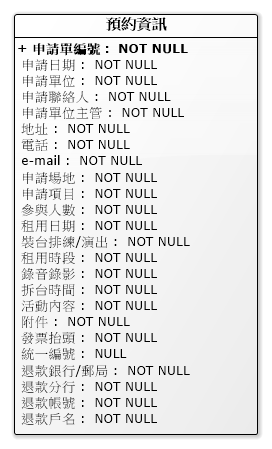 預約資訊
+ 申請單編號： NOT NULL
申請日期： NOT NULL
申請單位： NOT NULL
申請聯絡人： NOT NULL
申請單位主管： NOT NULL
地址： NOT NULL
電話： NOT NULL
e-mail： NOT NULL
申請場地： NOT NULL
申請項目： NOT NULL
參與人數： NOT NULL
租用日期： NOT NULL
裝台排練/演出： NOT NULL
租用時段： NOT NULL
錄音錄影： NOT NULL
拆台時間： NOT NULL
活動內容： NOT NULL
附件： NOT NULL
發票抬頭： NOT NULL
統一編號： NULL
退款銀行/郵局： NOT NULL
退款分行： NOT NULL
退款帳號： NOT NULL
退款戶名： NOT NULL